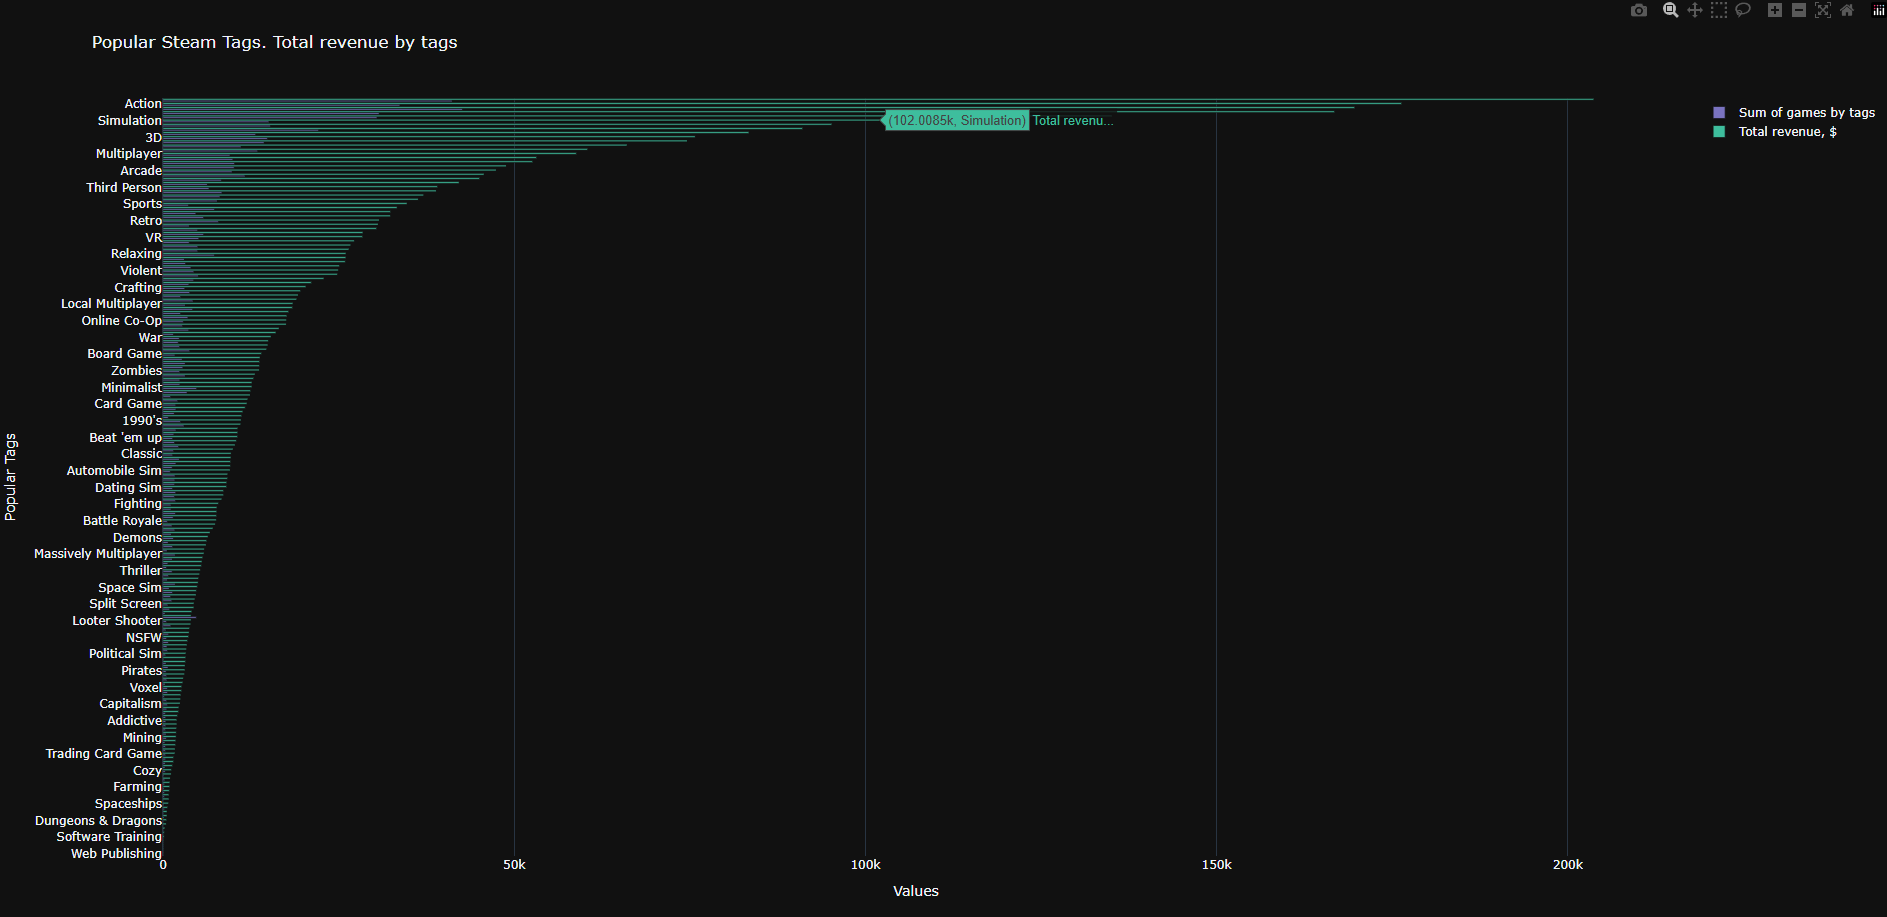 Popular Steam Tags. Total revenue by tags
Sum of games by tags
Total revenue, $
(102.0085k, Simulation) Total revenu...
Popular Tags
Action
Simulation
3D
Multiplayer
Arcade
Third Person
Sports
Retro
VR
Relaxing
Violent
Crafting
Local Multiplayer
Online Co-Op
War
Board Game
Zombies
Minimalist
Card Game
1990's
Beat 'em up
Classic
Automobile Sim
Dating Sim
Fighting
Battle Royale
Demons
Massively Multiplayer
Thriller
Space Sim
Split Screen
Looter Shooter
NSFW
Political Sim
Pirates
Voxel
Capitalism
Addictive
Mining
Trading Card Game
Cozy
Farming
Spaceships
Dungeons & Dragons
Software Training
Web Publishing
0 50k 100k 150k 200k
Values